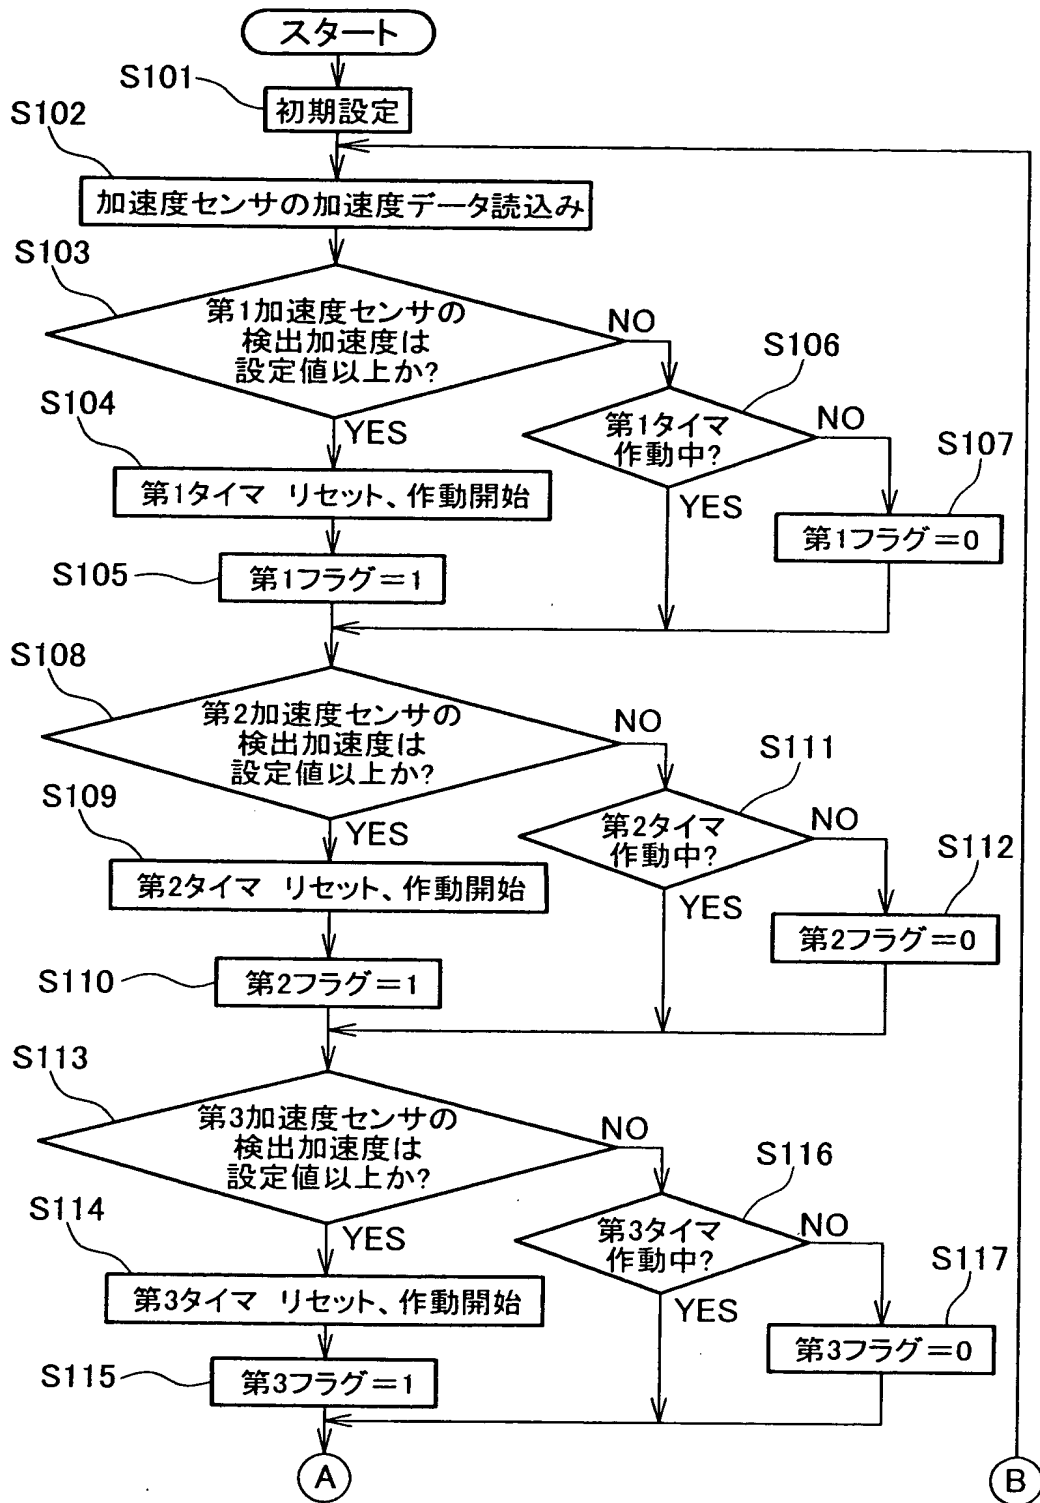 スタート
S101
初期設定
S102
加速度センサの加速度データ読込み
S103
第1加速度センサの
検出加速度は
設定値以上か?
NO
YES
S106
第1タイマ
作動中?
NO
YES
S104
第1タイマ リセット、作動開始
S107
第1フラグ=0
S105
第1フラグ=1
S108
第2加速度センサの
検出加速度は
設定値以上か?
NO
YES
S111
第2タイマ
作動中?
NO
YES
S109
第2タイマ リセット、作動開始
S112
第2フラグ=0
S110
第2フラグ=1
S113
第3加速度センサの
検出加速度は
設定値以上か?
NO
YES
S116
第3タイマ
作動中?
NO
YES
S114
第3タイマ リセット、作動開始
S117
第3フラグ=0
S115
第3フラグ=1
A
B